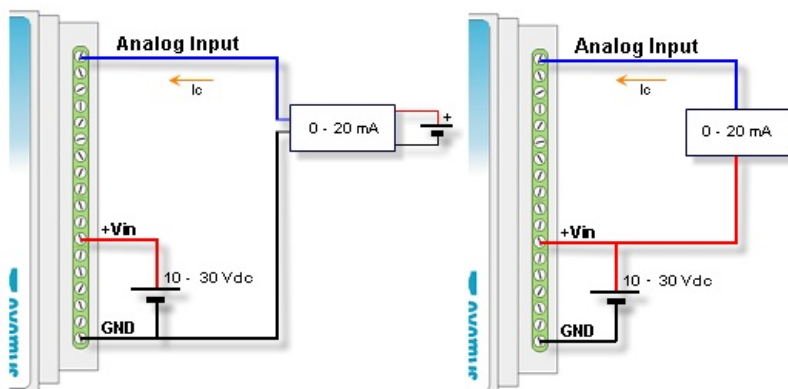 Analog Input
Ic
0 - 20 mA
+
+Vin
10 - 30 Vdc
GND
Analog Input
Ic
0 - 20 mA
+Vin
10 - 30 Vdc
GND